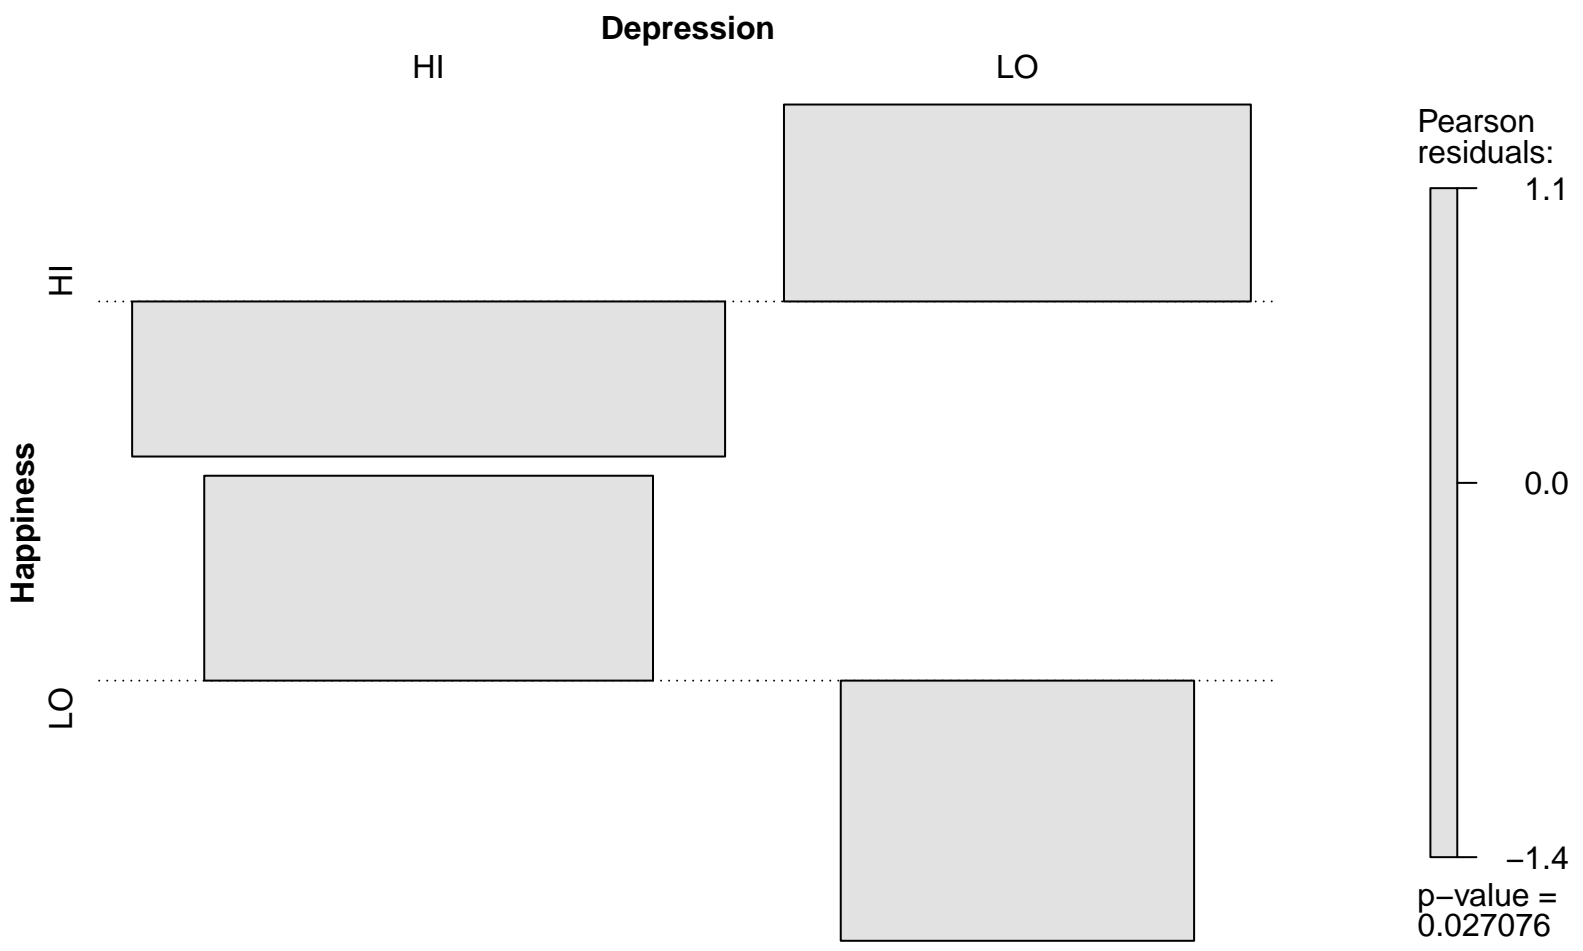 Depression
HI LO
Pearson
residuals:
1.1
0.0
−1.4
p−value =
0.027076
Happiness
HI
LO